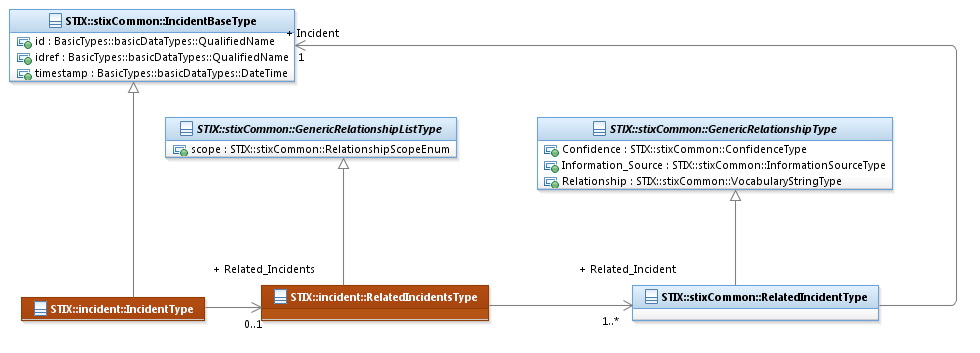 STIX::stixCommon::IncidentBaseType
id : BasicTypes::basicDataTypes::QualifiedName
idref : BasicTypes::basicDataTypes::QualifiedName
timestamp : BasicTypes::basicDataTypes::DateTime
+ Incident
1
STIX::stixCommon::GenericRelationshipListType
scope : STIX::stixCommon::RelationshipScopeEnum
STIX::stixCommon::GenericRelationshipType
Confidence : STIX::stixCommon::ConfidenceType
Information_Source : STIX::stixCommon::InformationSourceType
Relationship : STIX::stixCommon::VocabularyStringType
+ Related_Incidents
+ Related_Incident
STIX::incident::IncidentType
STIX::incident::RelatedIncidentsType
STIX::stixCommon::RelatedIncidentType
0..1
1..*